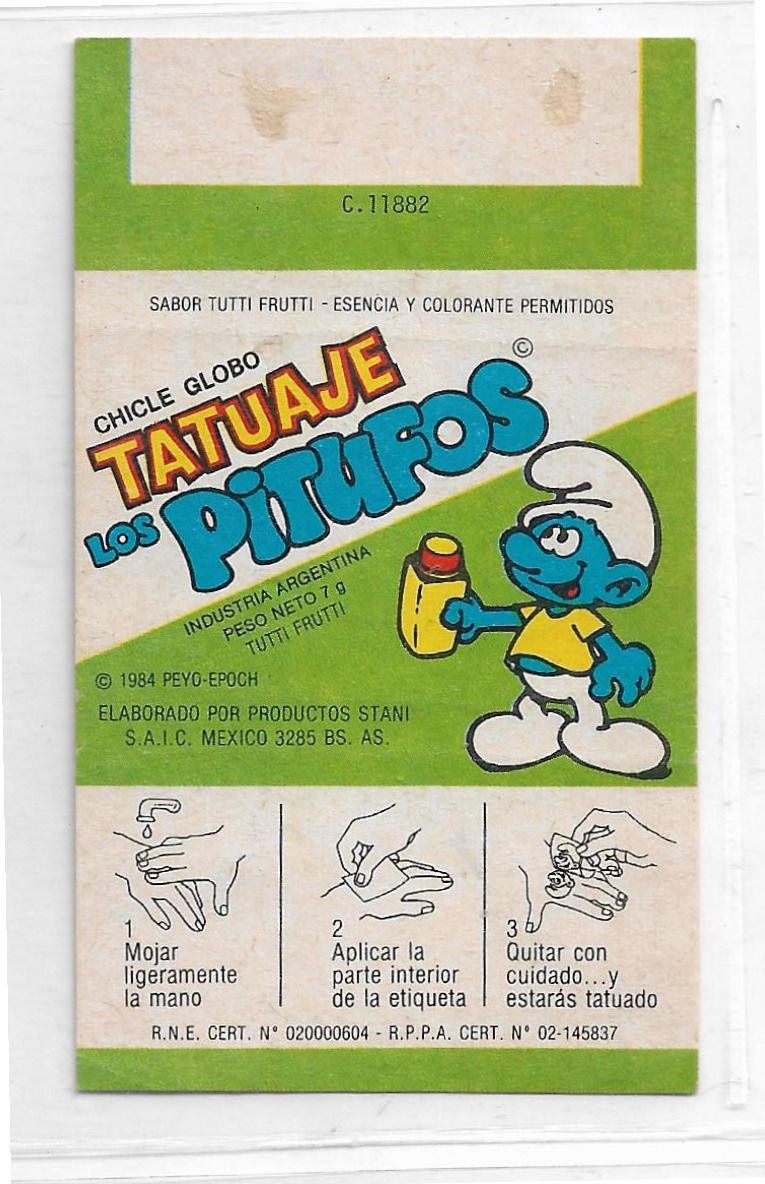 C.11882
SABOR TUTTI FRUTTI - ESENCIA Y COLORANTE PERMITIDOS
CHICLE GLOBO
TATUAJE
LOS PITUFOS ©
INDUSTRIA ARGENTINA
PESO NETO 7 g
TUTTI FRUTTI
© 1984 PEYO-EPOCH
ELABORADO POR PRODUCTOS STANI
S.A.I.C. MEXICO 3285 BS. AS.
1
Mojar
ligeramente
la mano
2
Aplicar la
parte interior
de la etiqueta
3
Quitar con
cuidado...y
estarás tatuado
R.N.E. CERT. N° 020000604 - R.P.P.A. CERT. N° 02-145837